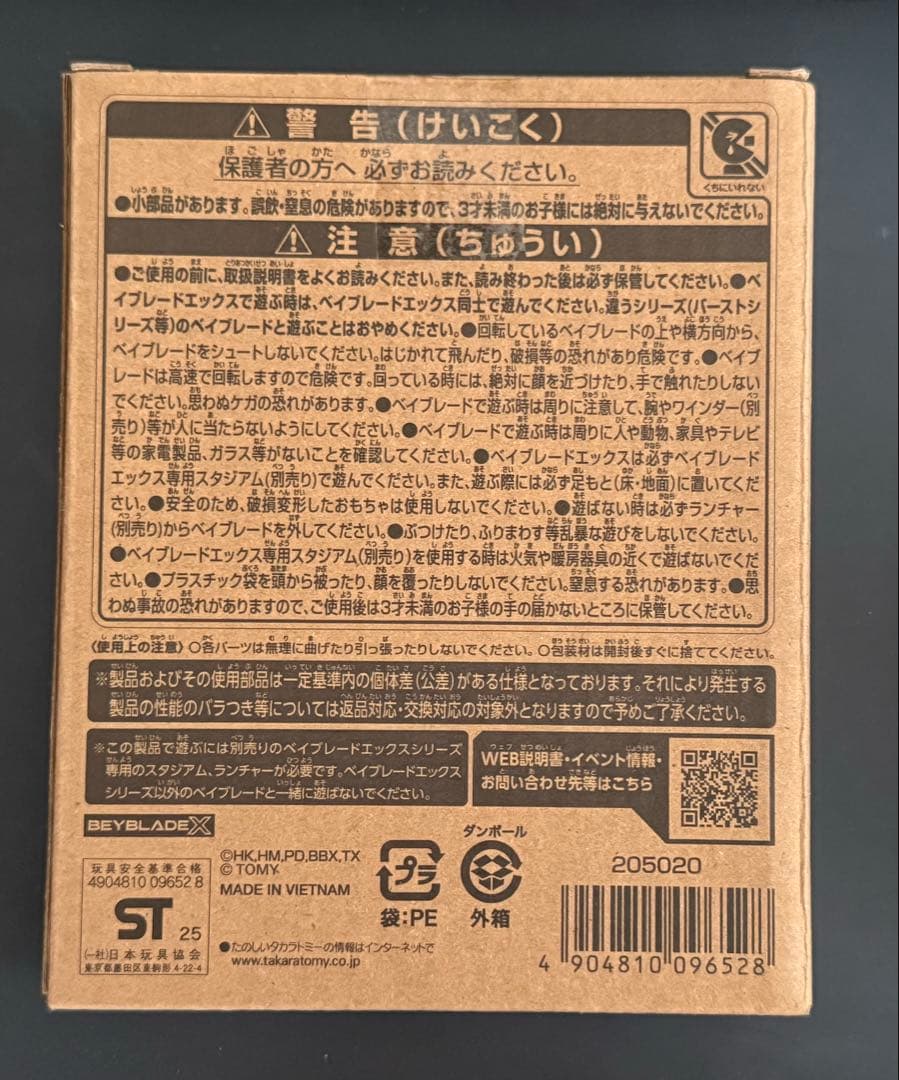 ⚠警 告(けいこく)
保護者の方へ 必ずお読みください。
くちにいれない
●小部品があります。誤飲・窒息の危険がありますので、3才未満のお子様には絶対に与えないでください。
⚠注 意(ちゅうい)
●ご使用の前に、取扱説明書をよくお読みください。また、読み終わった後は必ず保管してください。●ベ
イブレードエックスで遊ぶ時は、ベイブレードエックス同士で遊んでください。違うシリーズ(バーストシ
リーズ等)のベイブレードと遊ぶことはおやめください。●回転しているベイブレードの上や横方向から、
ベイブレードをシュートしないでください。はじかれて飛んだり、破損等の恐れがあり危険です。●ベイブ
レードは高速で回転しますので危険です。回っている時には、絶対に顔を近づけたり、手で触れたりしない
でください。思わぬケガの恐れがあります。●ベイブレードで遊ぶ時は周りに注意して、腕やワインダー(別
売り)等が人に当たらないようにしてください。●ベイブレードで遊ぶ時は周りに人や動物、家具やテレビ
等の家電製品、ガラス等がないことを確認してください。●ベイブレードエックスは必ずベイブレード
エックス専用スタジアム(別売り)で遊んでください。また、遊ぶ際には必ず足もと(床・地面)に置いてくだ
さい。●安全のため、破損変形したおもちゃは使用しないでください。●遊ばない時は必ずランチャー
(別売り)からベイブレードを外してください。●ぶつけたり、ふりまわす等乱暴な遊びをしないでください。
●ベイブレードエックス専用スタジアム(別売り)を使用する時は火気や暖房器具の近くで遊ばないでくだ
さい。●プラスチック袋を頭から被ったり、顔を覆ったりしないでください。窒息する恐れがあります。●思
わぬ事故の恐れがありますので、ご使用後は3才未満のお子様の手の届かないところに保管してください。
〈使用上の注意〉○各パーツは無理に曲げたり引っ張ったりしないでください。○包装材は開封後すぐに捨ててください。
※製品およびその使用部品は一定基準内の個体差(公差)がある仕様となっております。それにより発生する
製品の性能のバラつき等については返品対応・交換対応の対象外となりますので予めご了承ください。
※この製品で遊ぶには別売りのベイブレードエックスシリーズ
専用のスタジアム、ランチャーが必要です。ベイブレードエックス
シリーズ以外のベイブレードと一緒に遊ばないでください。
WEB説明書・イベント情報・
お問い合わせ先等はこちら
BEYBLADE X
玩具安全基準合格
4904810 09652 8
ST 25
(一社)日本玩具協会
東京都墨田区東駒形4-22-4
©HK,HM,PD,BBX,TX
© TOMY
MADE IN VIETNAM
●たのしいタカラトミーの情報はインターネットで
www.takaratomy.co.jp
プラ
袋:PE
ダンボール
外箱
205020
4 904810 096528